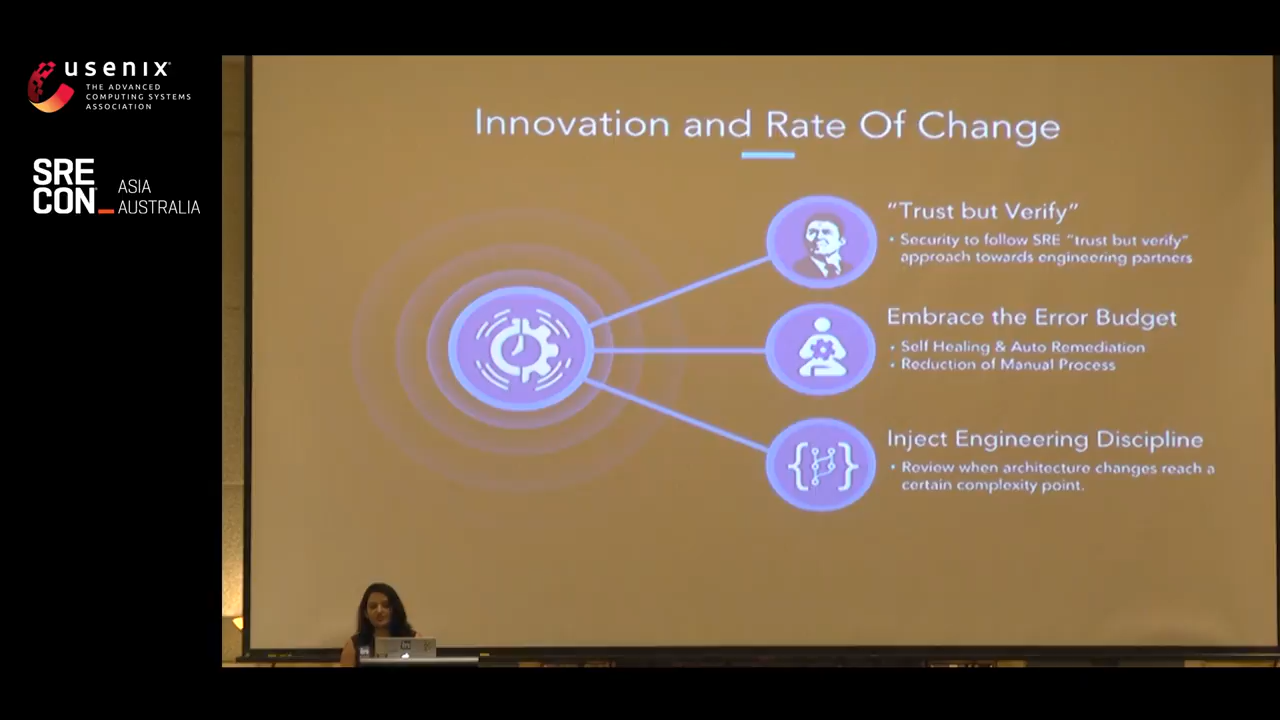 usenix
THE ADVANCED
COMPUTING SYSTEMS
ASSOCIATION
SRE
CON
ASIA
AUSTRALIA
Innovation and Rate Of Change
“Trust but Verify”
• Security to follow SRE “trust but verify”
approach towards engineering partners
Embrace the Error Budget
• Self Healing & Auto Remediation
• Reduction of Manual Process
Inject Engineering Discipline
• Review when architecture changes reach a
certain complexity point.